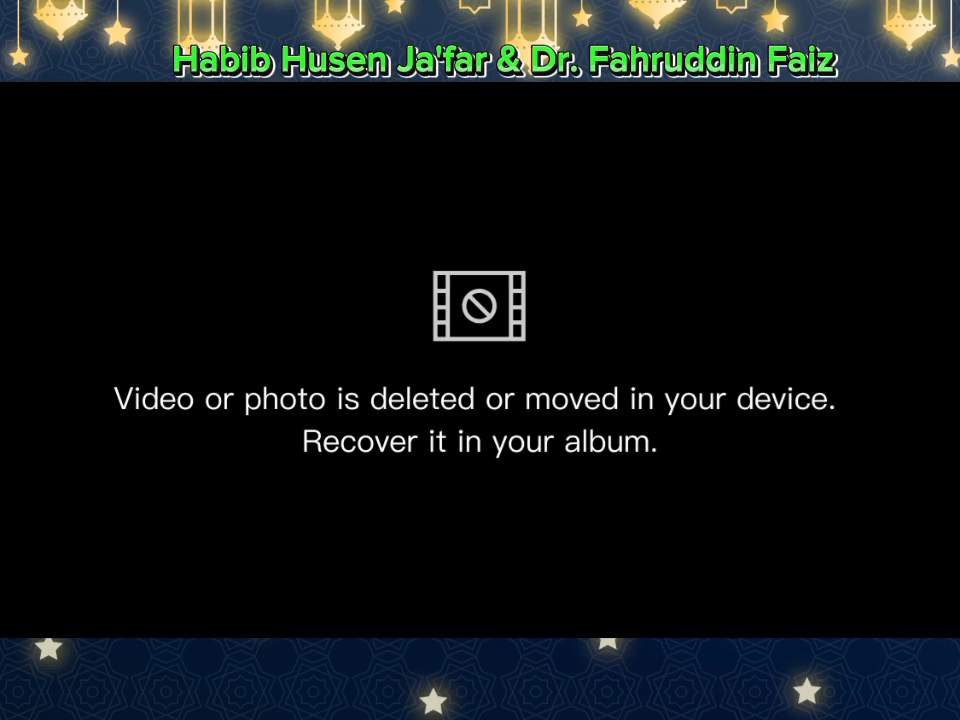 Habib Husen Ja'far & Dr. Fahruddin Faiz
Video or photo is deleted or moved in your device.
Recover it in your album.